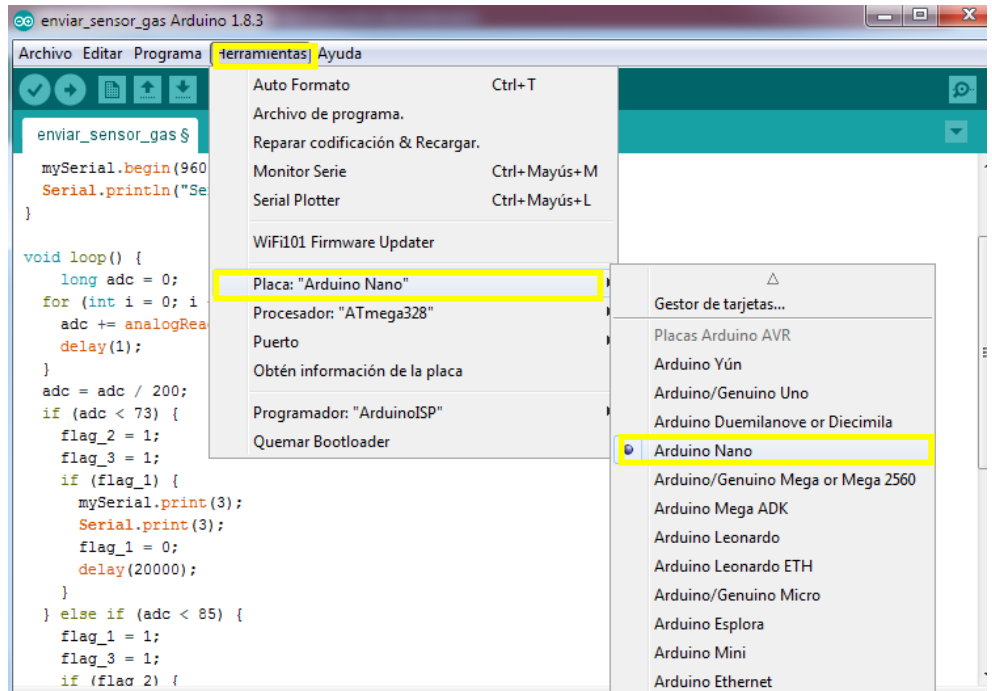 enviar_sensor_gas Arduino 1.8.3
Archivo Editar Programa Herramientas Ayuda
enviar_sensor_gas §
mySerial.begin(960
Serial.println("Se
}
void loop() {
long adc = 0;
for (int i = 0; i
adc += analogRea
delay(1);
}
adc = adc / 200;
if (adc < 73) {
flag_2 = 1;
flag_3 = 1;
if (flag_1) {
mySerial.print(3);
Serial.print(3);
flag_1 = 0;
delay(20000);
}
} else if (adc < 85) {
flag_1 = 1;
flag_3 = 1;
if (flag_2) {
Auto Formato Ctrl+T
Archivo de programa.
Reparar codificación & Recargar.
Monitor Serie Ctrl+Mayús+M
Serial Plotter Ctrl+Mayús+L
WiFi101 Firmware Updater
Placa: "Arduino Nano"
Procesador: "ATmega328"
Puerto
Obtén información de la placa
Programador: "ArduinoISP"
Quemar Bootloader
Gestor de tarjetas...
Placas Arduino AVR
Arduino Yún
Arduino/Genuino Uno
Arduino Duemilanove or Diecimila
Arduino Nano
Arduino/Genuino Mega or Mega 2560
Arduino Mega ADK
Arduino Leonardo
Arduino Leonardo ETH
Arduino/Genuino Micro
Arduino Esplora
Arduino Mini
Arduino Ethernet